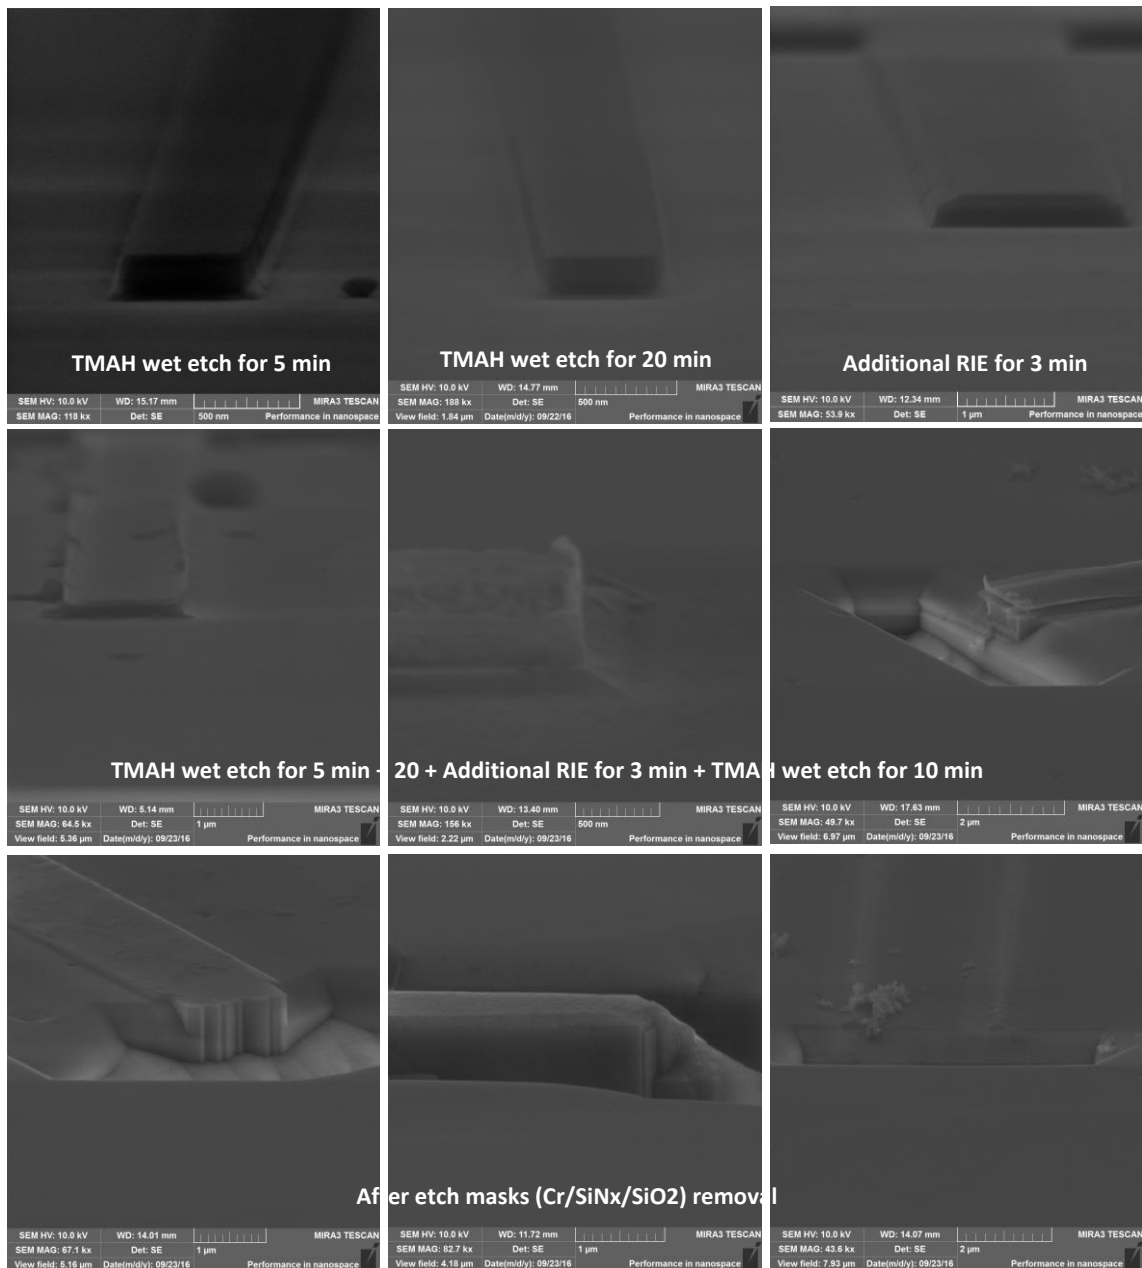 TMAH wet etch for 5 min
SEM HV: 10.0 kV WD: 15.17 mm MIRA3 TESCAN
SEM MAG: 118 kx Det: SE 500 nm Performance in nanospace
TMAH wet etch for 20 min
SEM HV: 10.0 kV WD: 14.77 mm MIRA3 TESCAN
SEM MAG: 188 kx Det: SE 500 nm
View field: 1.84 µm Date(m/d/y): 09/22/16 Performance in nanospace
Additional RIE for 3 min
SEM HV: 10.0 kV WD: 12.34 mm MIRA3 TESCAN
SEM MAG: 53.9 kx Det: SE 1 µm Performance in nanospace
TMAH wet etch for 5 min + 20 + Additional RIE for 3 min + TMAH wet etch for 10 min
SEM HV: 10.0 kV WD: 5.14 mm MIRA3 TESCAN
SEM MAG: 64.5 kx Det: SE 1 µm
View field: 5.36 µm Date(m/d/y): 09/23/16 Performance in nanospace
SEM HV: 10.0 kV WD: 13.40 mm MIRA3 TESCAN
SEM MAG: 156 kx Det: SE 500 nm
View field: 2.22 µm Date(m/d/y): 09/23/16 Performance in nanospace
SEM HV: 10.0 kV WD: 17.63 mm MIRA3 TESCAN
SEM MAG: 49.7 kx Det: SE 2 µm
View field: 6.97 µm Date(m/d/y): 09/23/16 Performance in nanospace
After etch masks (Cr/SiNx/SiO2) removal
SEM HV: 10.0 kV WD: 14.01 mm MIRA3 TESCAN
SEM MAG: 67.1 kx Det: SE 1 µm
View field: 5.16 µm Date(m/d/y): 09/23/16 Performance in nanospace
SEM HV: 10.0 kV WD: 11.72 mm MIRA3 TESCAN
SEM MAG: 82.7 kx Det: SE 1 µm
View field: 4.18 µm Date(m/d/y): 09/23/16 Performance in nanospace
SEM HV: 10.0 kV WD: 14.07 mm MIRA3 TESCAN
SEM MAG: 43.6 kx Det: SE 2 µm
View field: 7.93 µm Date(m/d/y): 09/23/16 Performance in nanospace